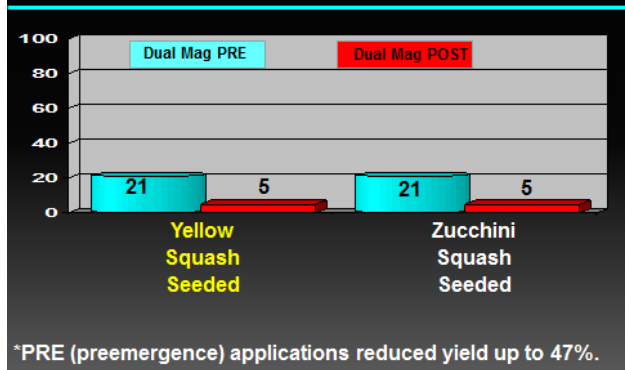 100
Dual Mag PRE Dual Mag POST
80
60
40
20
21 5 21 5
0
Yellow Zucchini
Squash Squash
Seeded Seeded
*PRE (preemergence) applications reduced yield up to 47%.